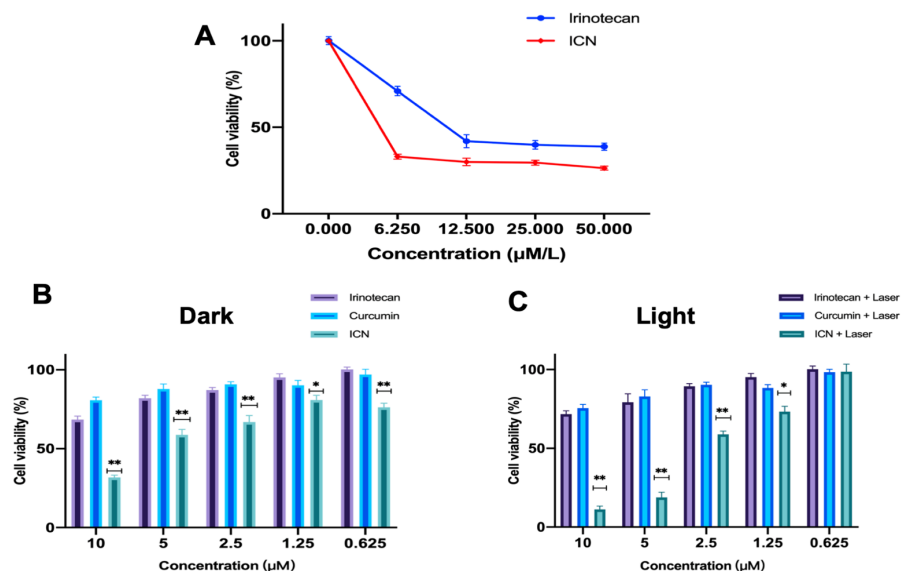 A
Irinotecan
ICN
100
50
0
Cell viability (%)
0.000 6.250 12.500 25.000 50.000
Concentration (µM/L)
B
Dark
Irinotecan
Curcumin
ICN
100
50
0
Cell viability (%)
** ** ** * **
10 5 2.5 1.25 0.625
Concentration (µM)
C
Light
Irinotecan + Laser
Curcumin + Laser
ICN + Laser
100
50
0
Cell viability (%)
** ** ** *
10 5 2.5 1.25 0.625
Concentration (µM)